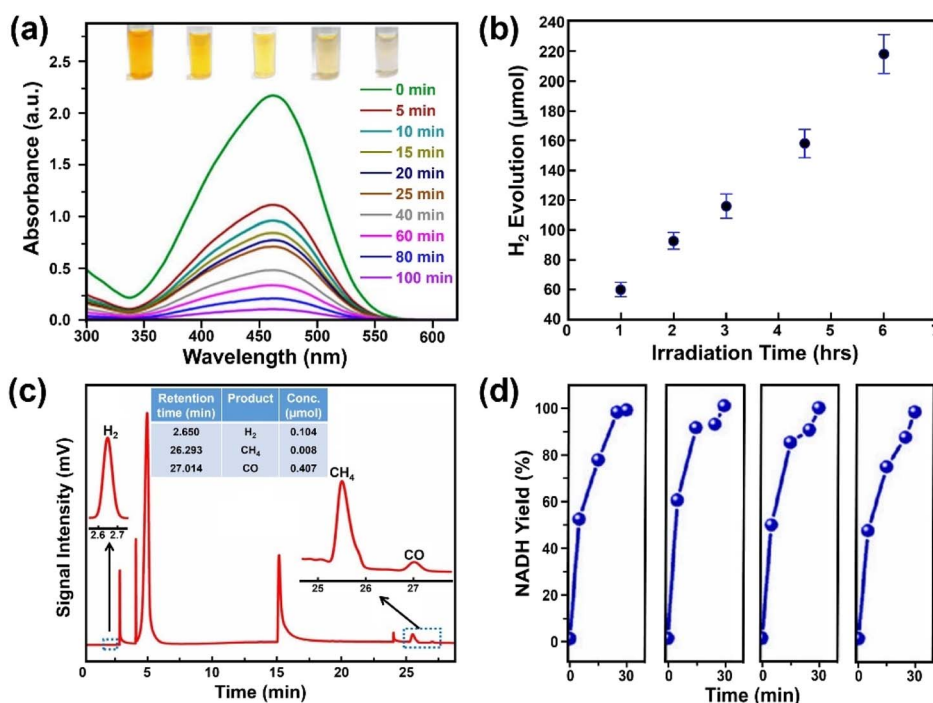 (a)
Absorbance (a.u.)
2.5
2.0
1.5
1.0
0.5
0.0
0 min
5 min
10 min
15 min
20 min
25 min
40 min
60 min
80 min
100 min
300 350 400 450 500 550 600
Wavelength (nm)
(b)
H2 Evolution (µmol)
240
220
200
180
160
140
120
100
80
60
40
0 1 2 3 4 5 6 7
Irradiation Time (hrs)
(c)
Signal Intensity (mV)
Retention time (min) Product Conc. (µmol)
2.650 H2 0.104
26.293 CH4 0.008
27.014 CO 0.407
H2
2.6 2.7
CH4
CO
25 26 27
0 5 10 15 20 25
Time (min)
(d)
NADH Yield (%)
100
80
60
40
20
0
0 30 0 30 0 30 0 30
Time (min)